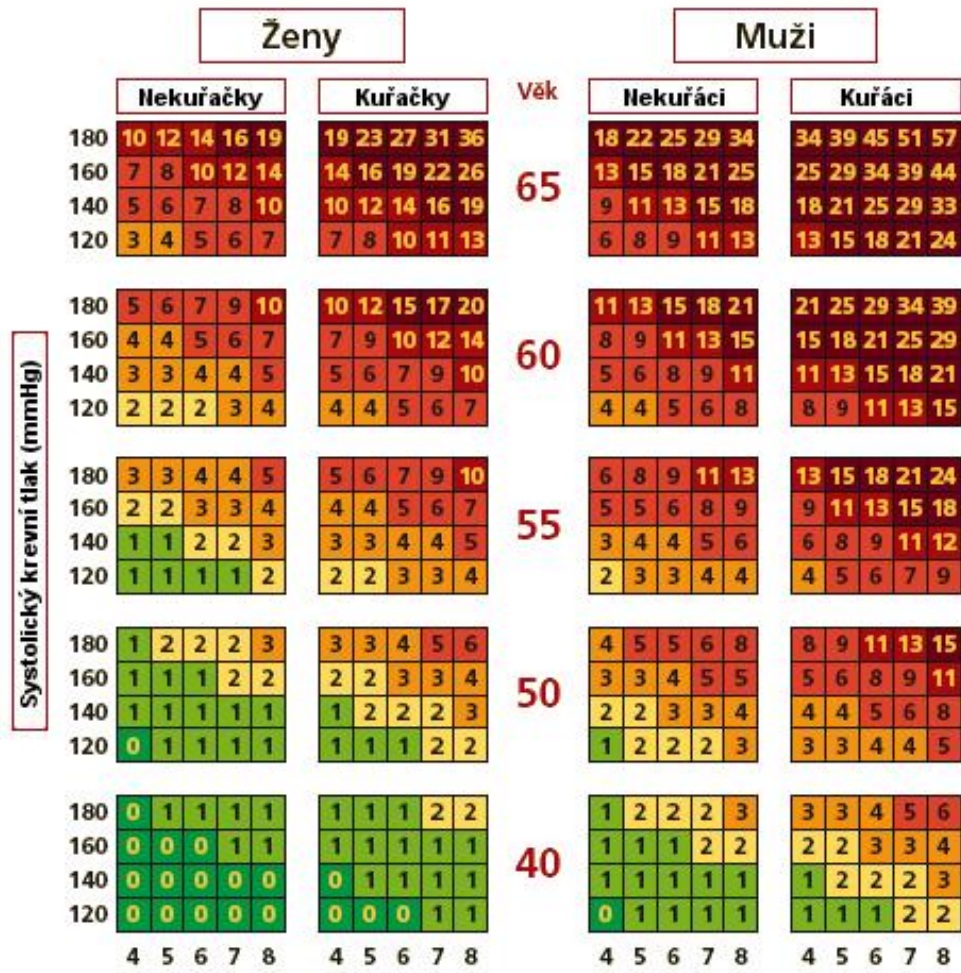 Ženy Muži
Nekuřačky Kuřačky Věk Nekuřáci Kuřáci
Systolický krevní tlak (mmHg)
180 10 12 14 16 19 19 23 27 31 36 18 22 25 29 34 34 39 45 51 57
160 7 8 10 12 14 14 16 19 22 26 13 15 18 21 25 25 29 34 39 44
65
140 5 6 7 8 10 10 12 14 16 19 9 11 13 15 18 18 21 25 29 33
120 3 4 5 6 7 7 8 10 11 13 6 8 9 11 13 13 15 18 21 24
180 5 6 7 9 10 10 12 15 17 20 11 13 15 18 21 21 25 29 34 39
160 4 4 5 6 7 7 9 10 12 14 8 9 11 13 15 15 18 21 25 29
60
140 3 3 4 4 5 5 6 7 9 10 5 6 8 9 11 11 13 15 18 21
120 2 2 2 3 4 4 4 5 6 7 4 4 5 6 8 8 9 11 13 15
180 3 3 4 4 5 5 6 7 9 10 6 8 9 11 13 13 15 18 21 24
160 2 2 3 3 4 4 4 5 6 7 5 5 6 8 9 9 11 13 15 18
55
140 1 1 2 2 3 3 3 4 4 5 3 4 4 5 6 6 8 9 11 12
120 1 1 1 1 2 2 2 3 3 4 2 3 3 4 4 4 5 6 7 9
180 1 2 2 2 3 3 3 4 5 6 4 5 5 6 8 8 9 11 13 15
160 1 1 1 2 2 2 2 3 3 4 3 3 4 5 5 5 6 8 9 11
50
140 1 1 1 1 1 1 2 2 2 3 2 2 3 3 4 4 4 5 6 8
120 0 1 1 1 1 1 1 1 2 2 1 2 2 2 3 3 3 4 4 5
180 0 1 1 1 1 1 1 1 2 2 1 2 2 2 3 3 3 4 5 6
160 0 0 0 1 1 1 1 1 1 1 1 1 1 2 2 2 2 3 3 4
40
140 0 0 0 0 0 0 1 1 1 1 1 1 1 1 1 1 2 2 2 3
120 0 0 0 0 0 0 0 0 1 1 0 1 1 1 1 1 1 1 2 2
4 5 6 7 8 4 5 6 7 8 4 5 6 7 8 4 5 6 7 8